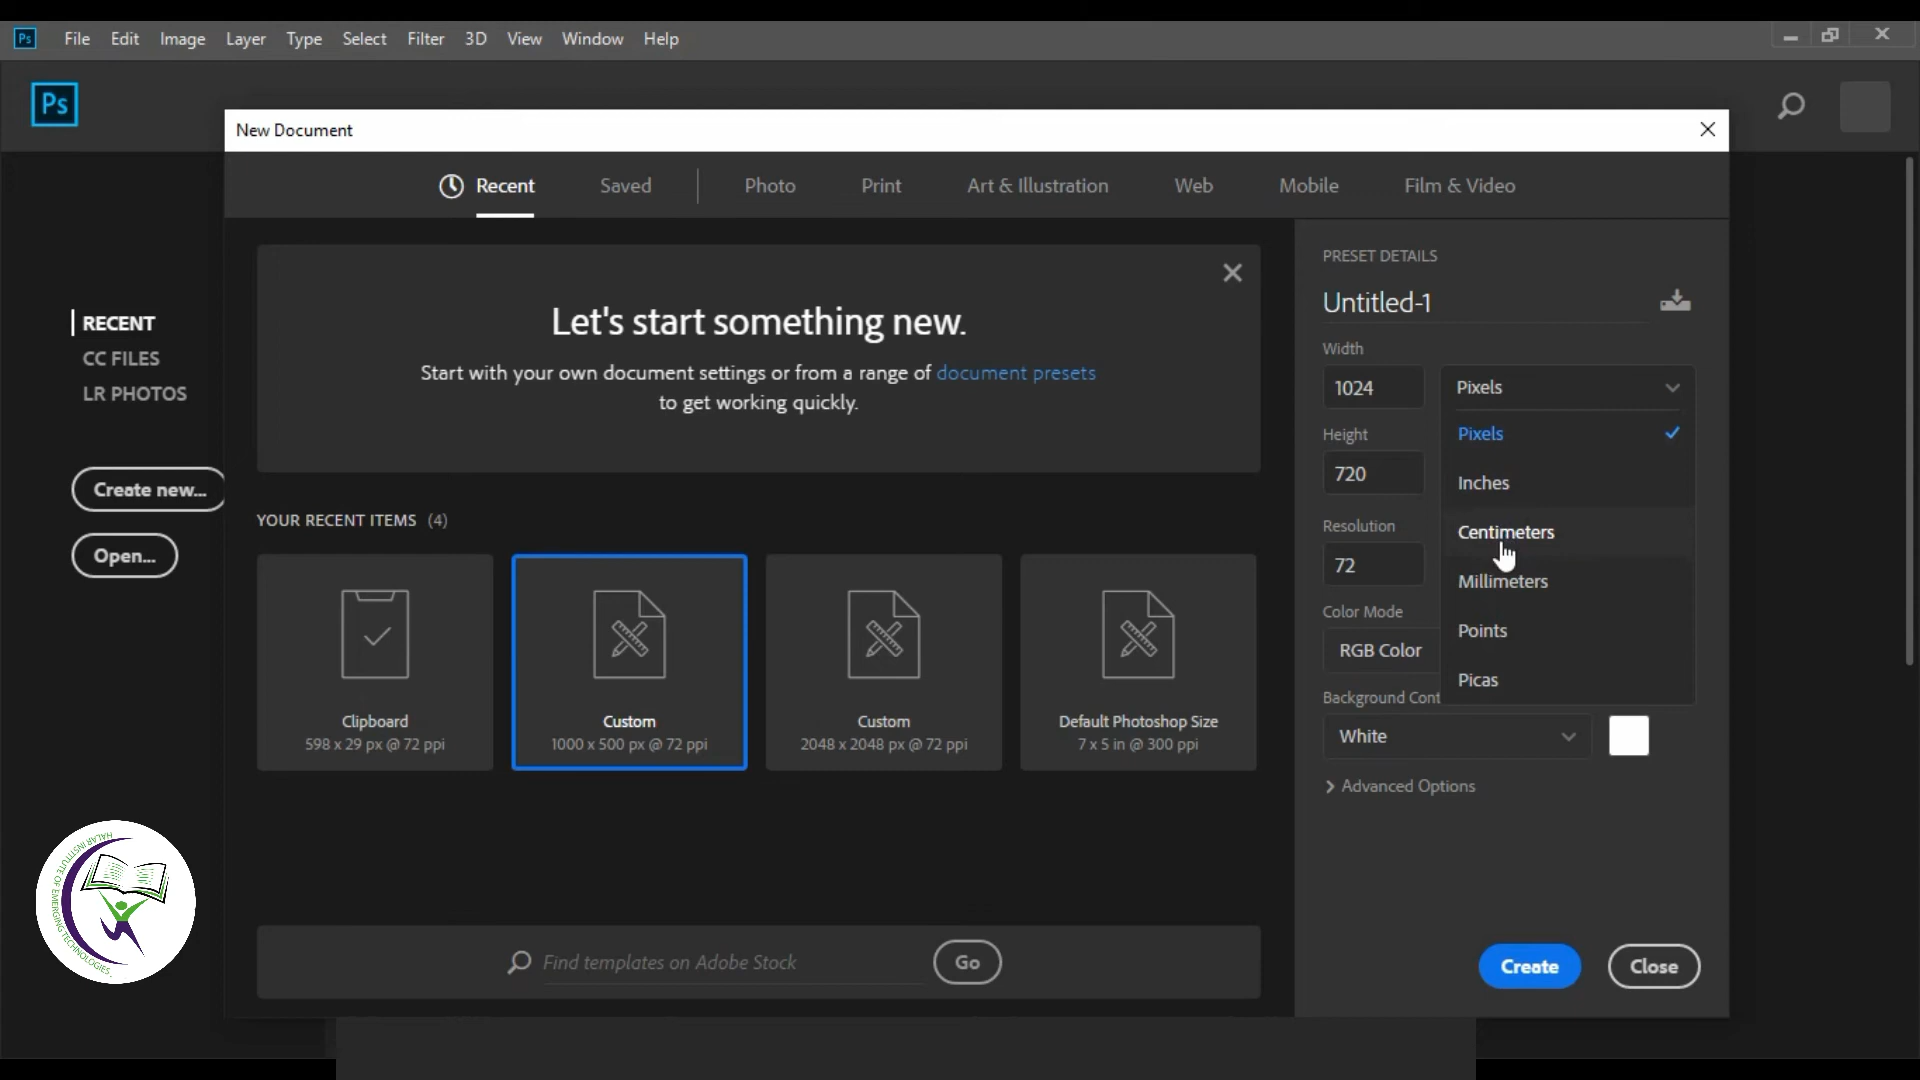 Ps File Edit Image Layer Type Select Filter 3D View Window Help
Ps
New Document
Recent Saved Photo Print Art & Illustration Web Mobile Film & Video
RECENT
CC FILES
LR PHOTOS
Create new...
Open...
Let's start something new.
Start with your own document settings or from a range of document presets
to get working quickly.
YOUR RECENT ITEMS (4)
Clipboard
598 x 29 px @ 72 ppi
Custom
1000 x 500 px @ 72 ppi
Custom
2048 x 2048 px @ 72 ppi
Default Photoshop Size
7 x 5 in @ 300 ppi
Find templates on Adobe Stock
Go
PRESET DETAILS
Untitled-1
Width
1024 Pixels
Height
720
Resolution
72
Color Mode
RGB Color
Background Cont
White
Advanced Options
Pixels
Inches
Centimeters
Millimeters
Points
Picas
Create Close
HALAR INSTITUTE OF EMERGING TECHNOLOGIES.